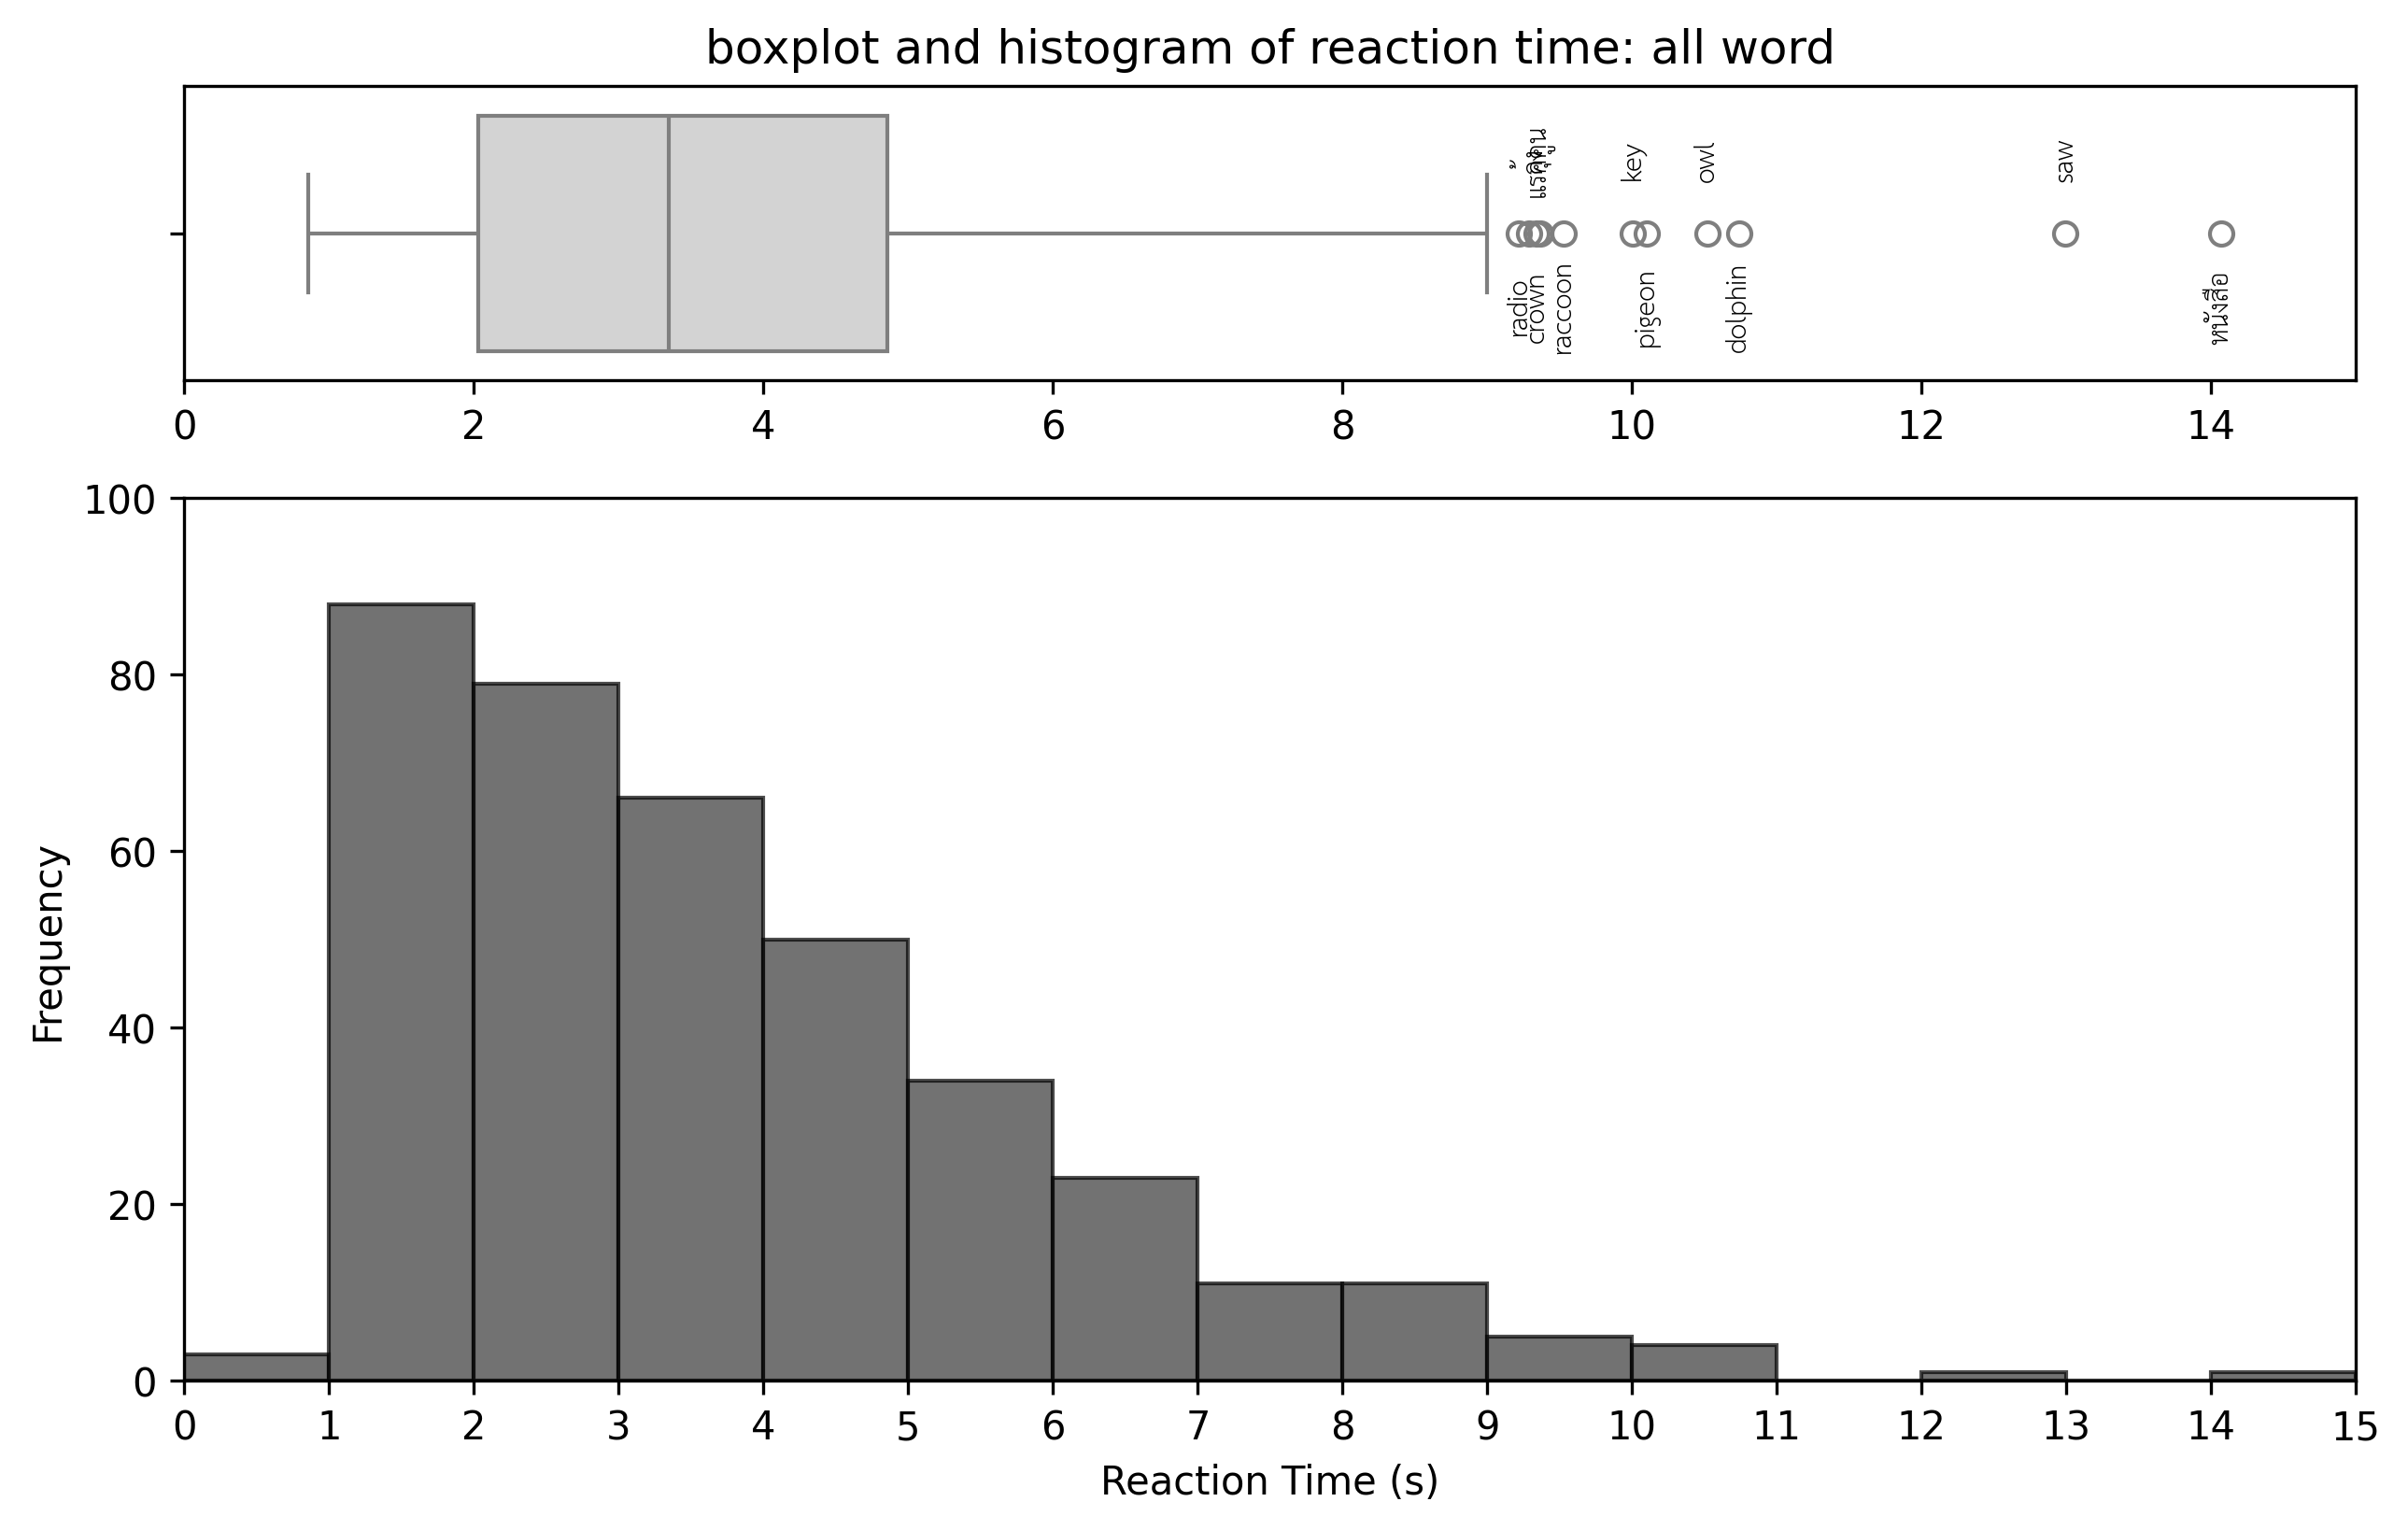 boxplot and histogram of reaction time: all word
key
owl
saw
radio
crown
raccoon
pigeon
dolphin
หนังสือ
0 2 4 6 8 10 12 14
Frequency
100
80
60
40
20
0
0 1 2 3 4 5 6 7 8 9 10 11 12 13 14 15
Reaction Time (s)